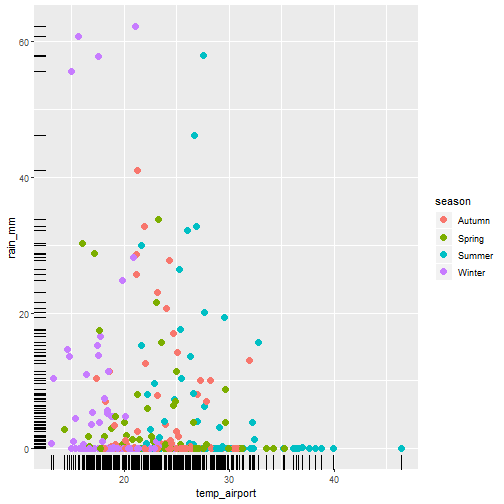 60
40
20
0
rain_mm
20
30
40
temp_airport
season
Autumn
Spring
Summer
Winter